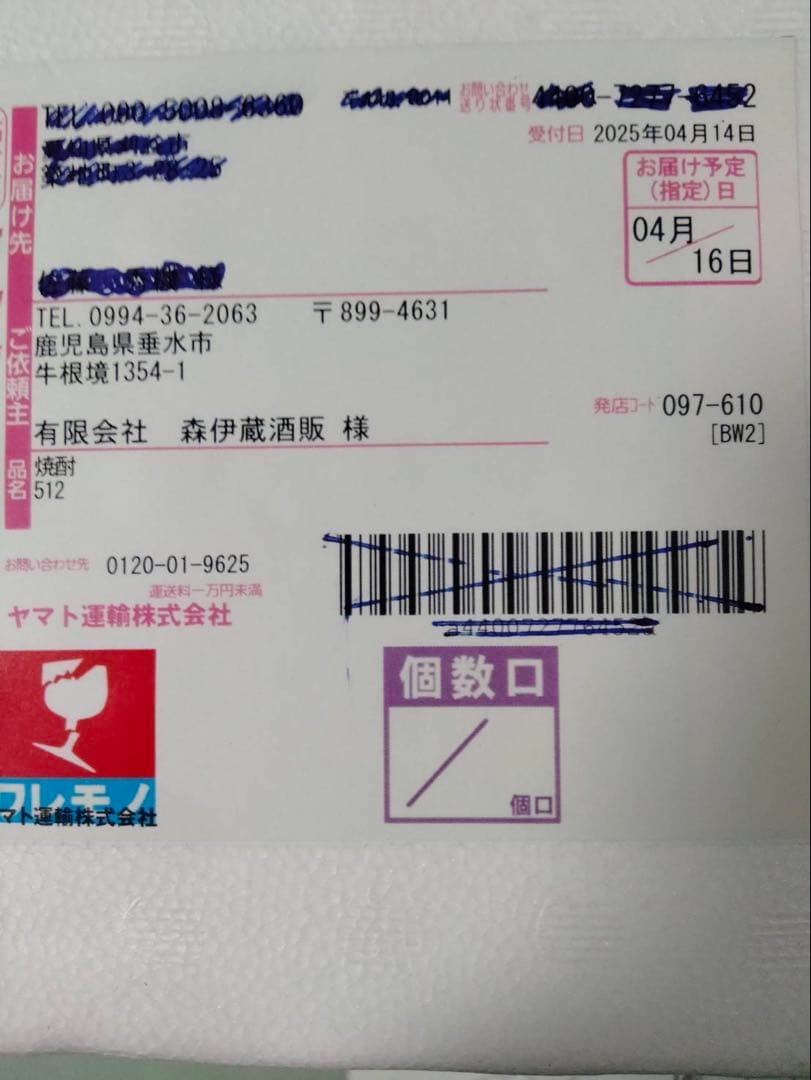 お問い合わせ
送り状番号
受付日 2025年04月14日
お届け先
お届け予定
(指定)日
04月
16日
ご依頼主
TEL.0994-36-2063 〒899-4631
鹿児島県垂水市
牛根境1354-1
有限会社 森伊蔵酒販 様
発店コード 097-610
[BW2]
品名
焼酎
512
お問い合わせ先 0120-01-9625
運送料一万円未満
ヤマト運輸株式会社
個数口
個口
ワレモノ
マト運輸株式会社